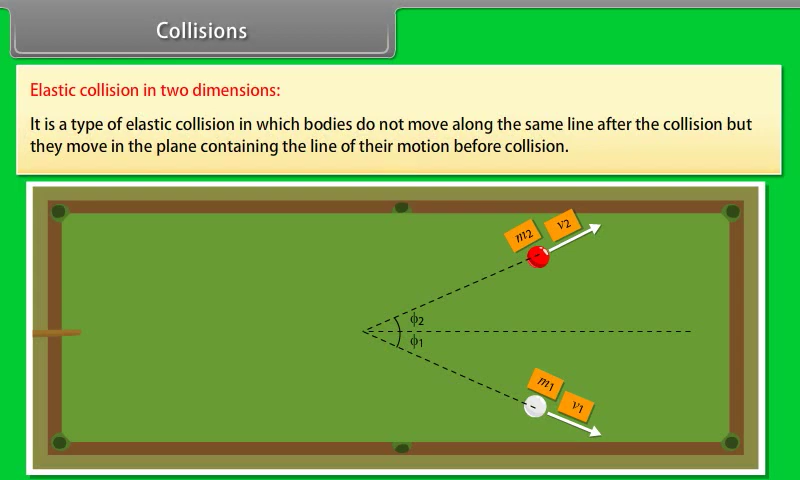 Collisions
Elastic collision in two dimensions:
It is a type of elastic collision in which bodies do not move along the same line after the collision but
they move in the plane containing the line of their motion before collision.
m2 v2
ϕ2
ϕ1
m1 v1